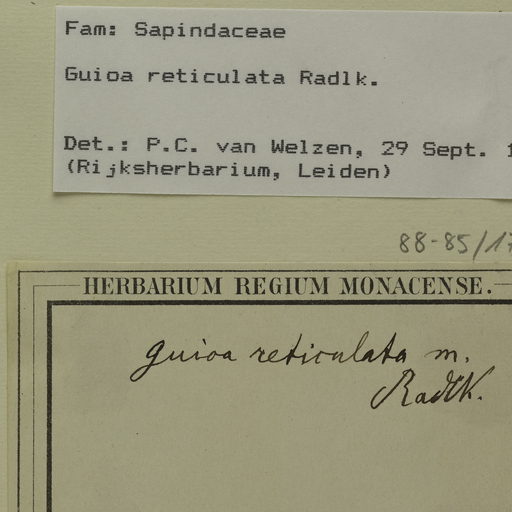 Fam: Sapindaceae
Guioa reticulata Radlk.
Det.: P.C. van Welzen, 29 Sept.
(Rijksherbarium, Leiden)
88-85/17
HERBARIUM REGIUM MONACENSE.
Guioa reticulata m.
Radlk.